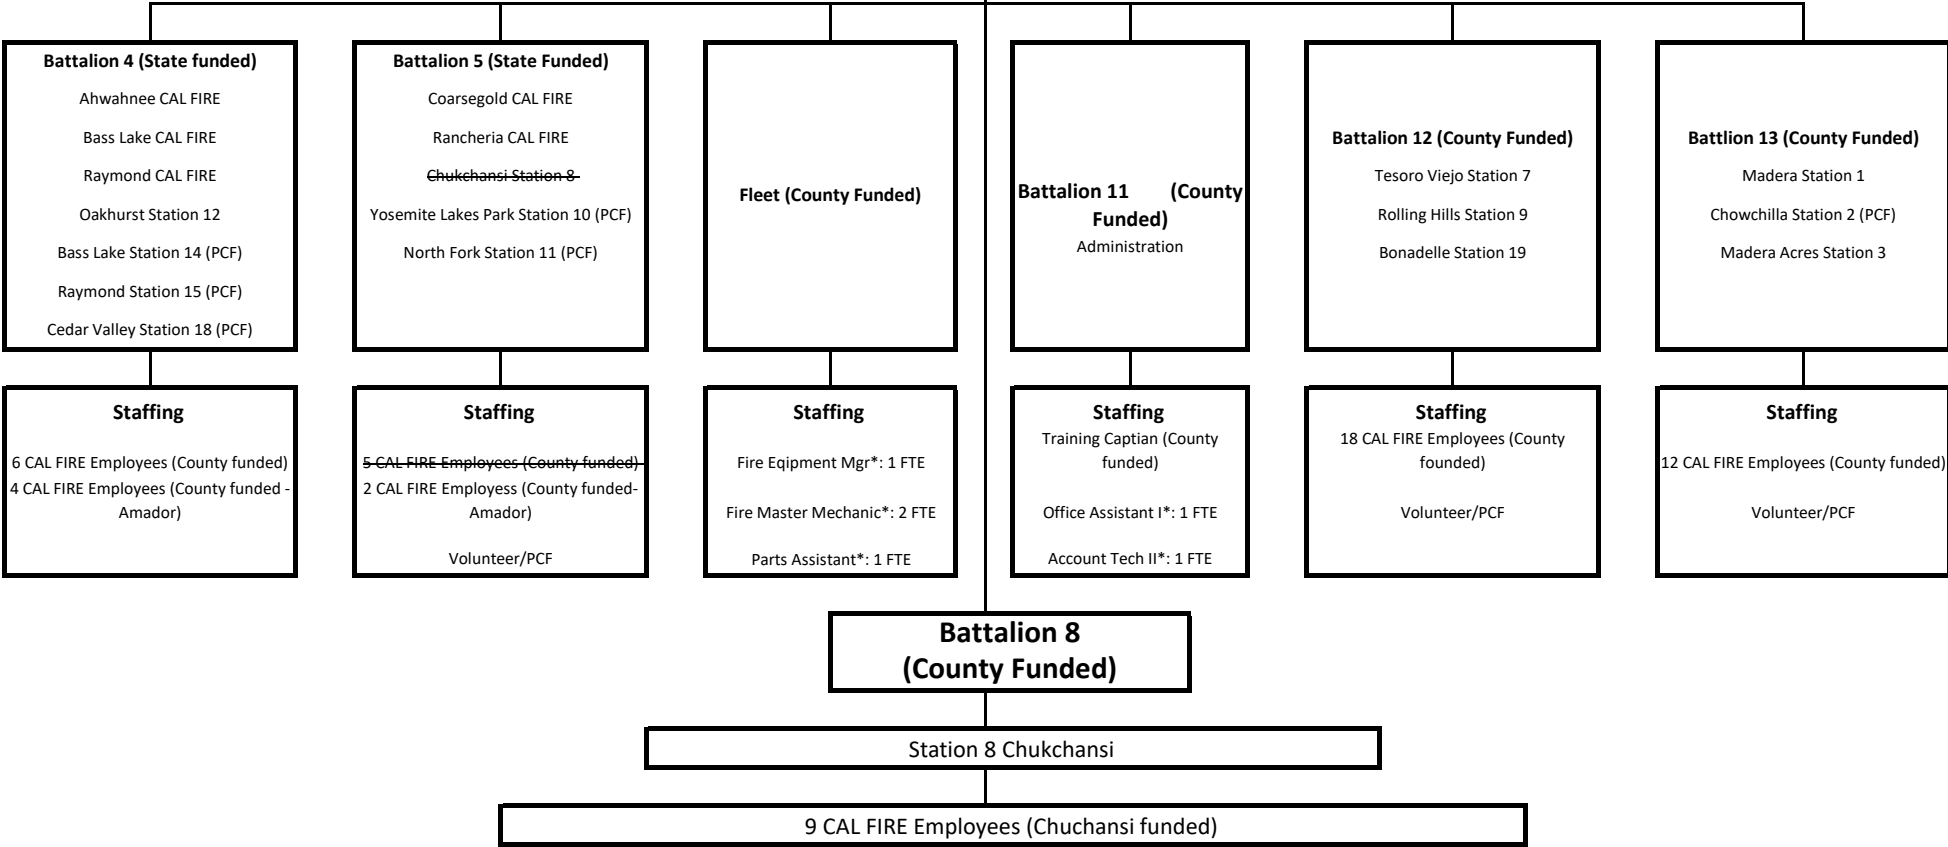 Battalion 4 (State funded)
Ahwahnee CAL FIRE
Bass Lake CAL FIRE
Raymond CAL FIRE
Oakhurst Station 12
Bass Lake Station 14 (PCF)
Raymond Station 15 (PCF)
Cedar Valley Station 18 (PCF)
Battalion 5 (State Funded)
Coarsegold CAL FIRE
Rancheria CAL FIRE
Chukchansi Station 8
Yosemite Lakes Park Station 10 (PCF)
North Fork Station 11 (PCF)
Fleet (County Funded)
Battalion 11 (County
Funded)
Administration
Battalion 12 (County Funded)
Tesoro Viejo Station 7
Rolling Hills Station 9
Bonadelle Station 19
Battlion 13 (County Funded)
Madera Station 1
Chowchilla Station 2 (PCF)
Madera Acres Station 3
Staffing
6 CAL FIRE Employees (County funded)
4 CAL FIRE Employees (County funded -
Amador)
Staffing
5 CAL FIRE Employees (County funded)
2 CAL FIRE Employess (County funded-
Amador)
Volunteer/PCF
Staffing
Fire Eqipment Mgr*: 1 FTE
Fire Master Mechanic*: 2 FTE
Parts Assistant*: 1 FTE
Staffing
Training Captian (County
funded)
Office Assistant I*: 1 FTE
Account Tech II*: 1 FTE
Staffing
18 CAL FIRE Employees (County
founded)
Volunteer/PCF
Staffing
12 CAL FIRE Employees (County funded)
Volunteer/PCF
Battalion 8
(County Funded)
Station 8 Chukchansi
9 CAL FIRE Employees (Chuchansi funded)